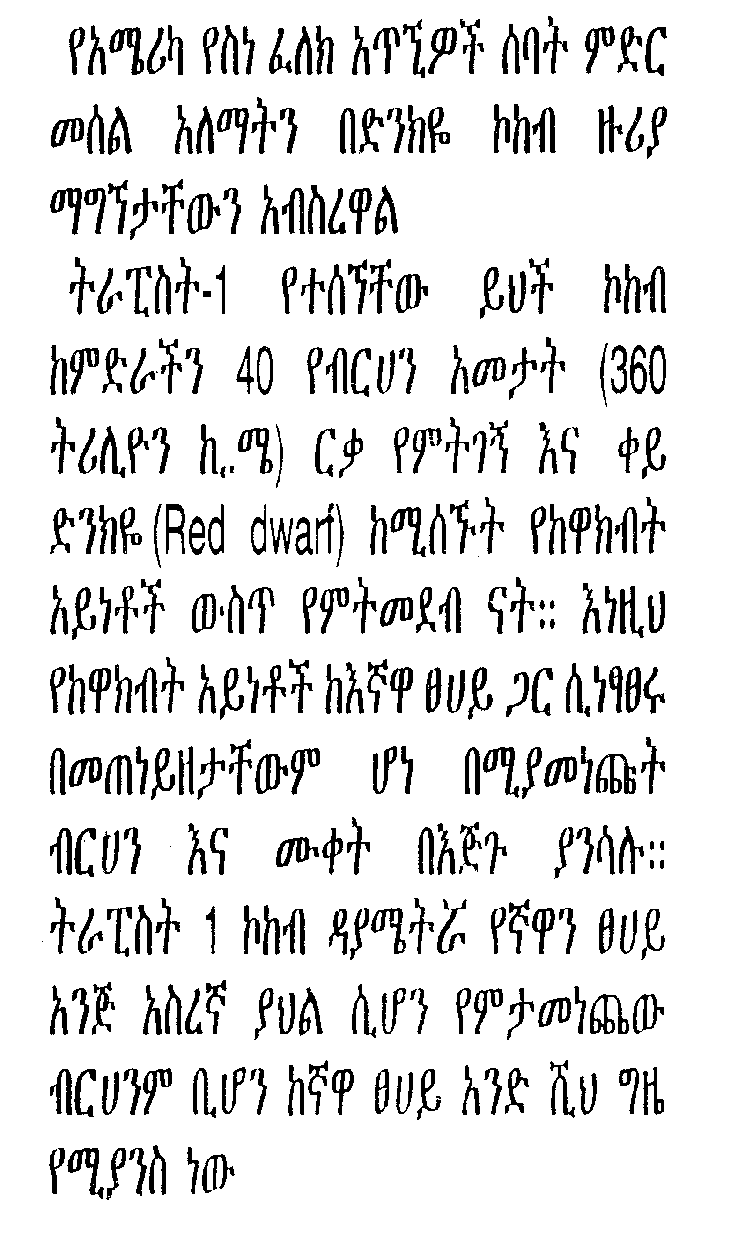 የአሜሪካ የስነ ፈለክ አጥኚዎች ሰባት ምድር
መሰል አለማትን በድንክዬ ኮከብ ዙሪያ
ማግኘታቸውን አብስረዋል
ትራፒስት-1 የተሰኘቸው ይህች ኮከብ
ከምድራችን 40 የብርሀን አመታት (360
ትሪሊዮን ኪ..ሜ) ርቃ የምትገኝ እና ቀይ
ድንክዬ (Red dwarf) ከሚሰኙት የከዋክብት
አይነቶች ውስጥ የምትመደብ ናት። እነዚህ
የከዋክብት አይነቶች ከእኛዋ ፀሀይ ጋር ሲነፃፀሩ
በመጠነይዘታቸውም ሆነ በሚያመነጩት
ብርሀን እና ሙቀት በእጅጉ ያንሳሉ።
ትራፒስት 1 ኮከብ ዳያሜትሯ የኛዋን ፀሀይ
አንጅ አስረኛ ያህል ሲሆን የምታመነጨው
ብርሀንም ቢሆን ከኛዋ ፀሀይ አንድ ሺህ ግዜ
የሚያንስ ነው